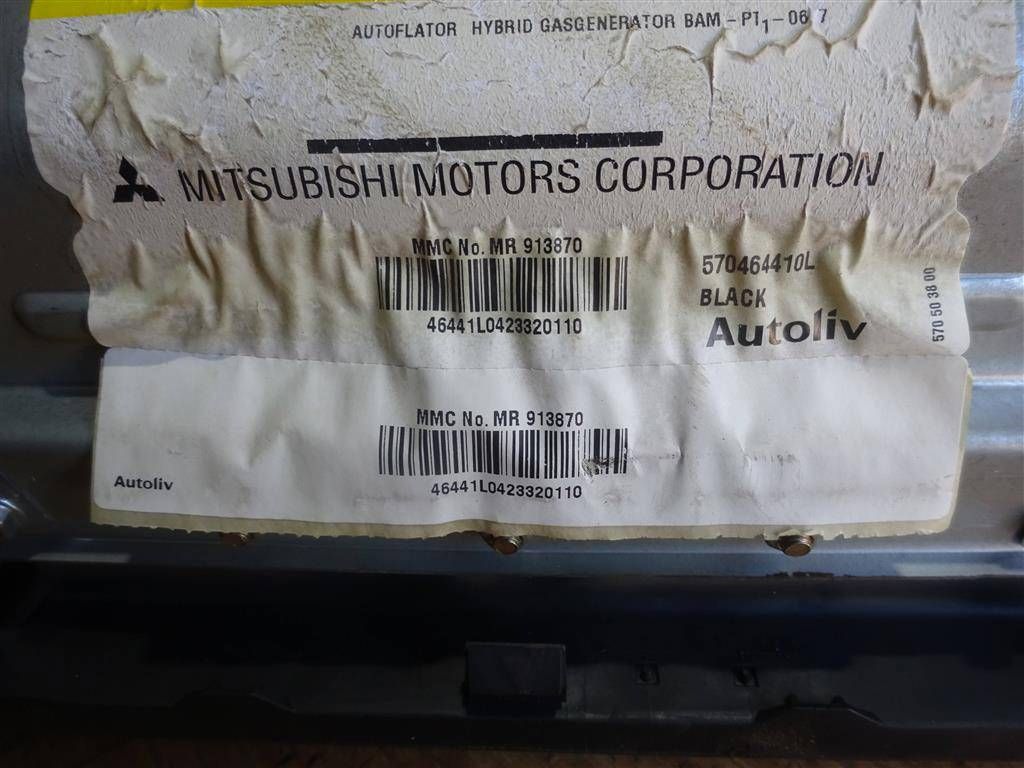 AUTOFLATOR HYBRID GASGENERATOR BAM - PT1-06 7
MITSUBISHI MOTORS CORPORATION
MMC No. MR 913870
46441L0423320110
570464410L
BLACK
Autoliv
570 50 38 00
MMC No. MR 913870
46441L0423320110
Autoliv